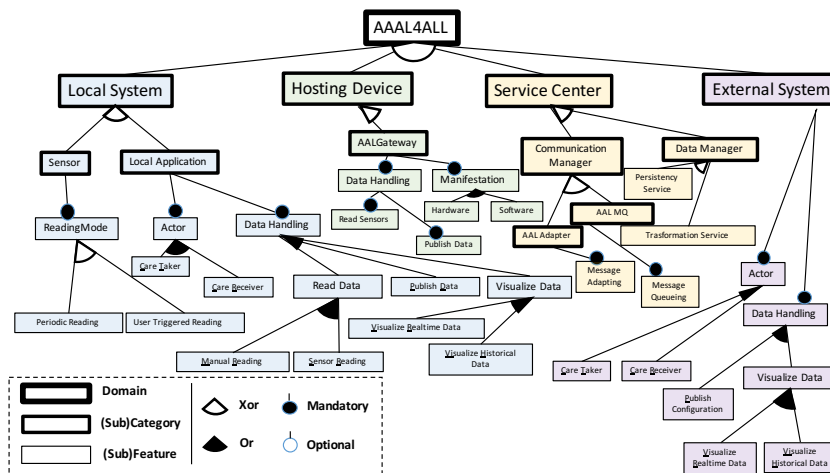 AAAL4ALL
Local System
Hosting Device
Service Center
External System
Sensor
Local Application
AALGateway
Communication
Manager
Data Manager
Data Handling
Manifestation
Persistency
Service
Hardware
Software
Read Sensors
Publish Data
AAL MQ
AAL Adapter
Trasformation Service
ReadingMode
Actor
Data Handling
Care Taker
Care Receiver
Message
Adapting
Message
Queueing
Actor
Read Data
Publish Data
Visualize Data
Data Handling
Periodic Reading
User Triggered Reading
Visualize Realtime Data
Visualize Historical
Data
Manual Reading
Sensor Reading
Care Taker
Care Receiver
Publish
Configuration
Visualize Data
Visualize
Realtime Data
Visualize
Historical Data
Domain
(Sub)Category
(Sub)Feature
Xor
Or
Mandatory
Optional